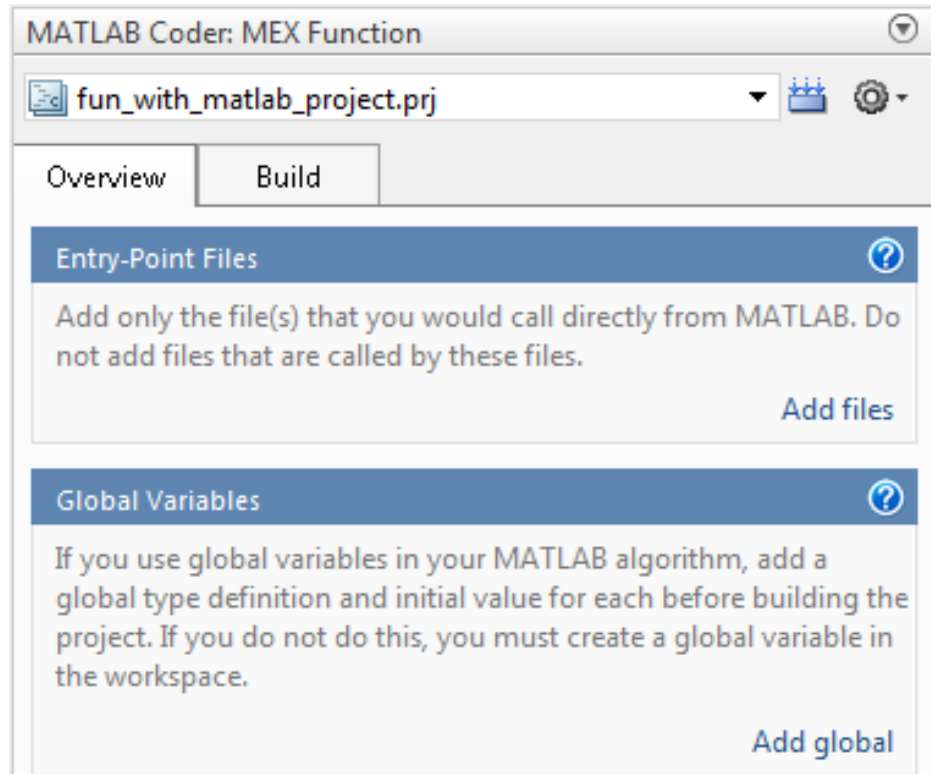 MATLAB Coder: MEX Function
fun_with_matlab_project.prj
Overview Build
Entry-Point Files
Add only the file(s) that you would call directly from MATLAB. Do
not add files that are called by these files.
Add files
Global Variables
If you use global variables in your MATLAB algorithm, add a
global type definition and initial value for each before building the
project. If you do not do this, you must create a global variable in
the workspace.
Add global